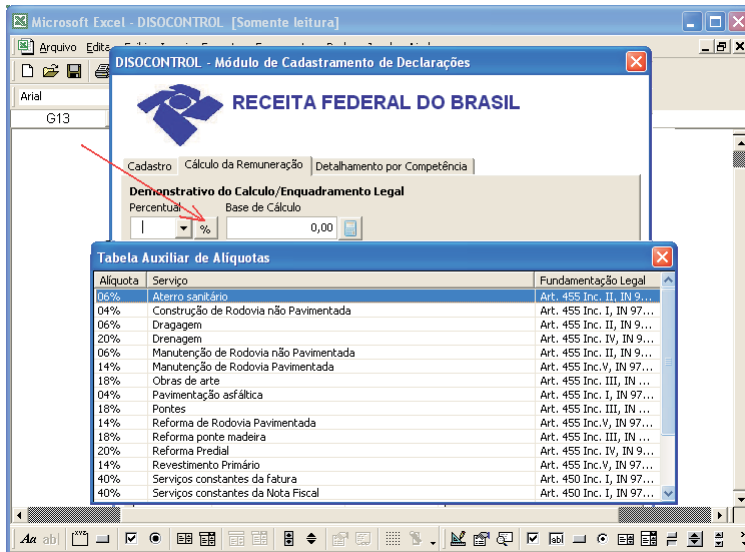 Microsoft Excel - DISOCONTROL [Somente leitura]
Arquivo
DISOCONTROL - Módulo de Cadastramento de Declarações
Arial
RECEITA FEDERAL DO BRASIL
G13
Cadastro Cálculo da Remuneração Detalhamento por Competência
Demonstrativo do Calculo/Enquadramento Legal
Percentual Base de Cálculo
% 0,00
Tabela Auxiliar de Alíquotas
Alíquota Serviço Fundamentação Legal
06% Aterro sanitário Art. 455 Inc. II, IN 9...
04% Construção de Rodovia não Pavimentada Art. 455 Inc. I, IN 97...
06% Dragagem Art. 455 Inc. II, IN 9...
20% Drenagem Art. 455 Inc. IV, IN 9...
06% Manutenção de Rodovia não Pavimentada Art. 455 Inc. II, IN 9...
14% Manutenção de Rodovia Pavimentada Art. 455 Inc.V, IN 97...
18% Obras de arte Art. 455 Inc. III, IN ...
04% Pavimentação asfáltica Art. 455 Inc. I, IN 97...
18% Pontes Art. 455 Inc. III, IN ...
14% Reforma de Rodovia Pavimentada Art. 455 Inc.V, IN 97...
18% Reforma ponte madeira Art. 455 Inc. III, IN ...
20% Reforma Predial Art. 455 Inc. IV, IN 9...
14% Revestimento Primário Art. 455 Inc.V, IN 97...
40% Serviços constantes da fatura Art. 450 Inc. I, IN 97...
40% Serviços constantes da Nota Fiscal Art. 450 Inc. I, IN 97...
Aa ab|